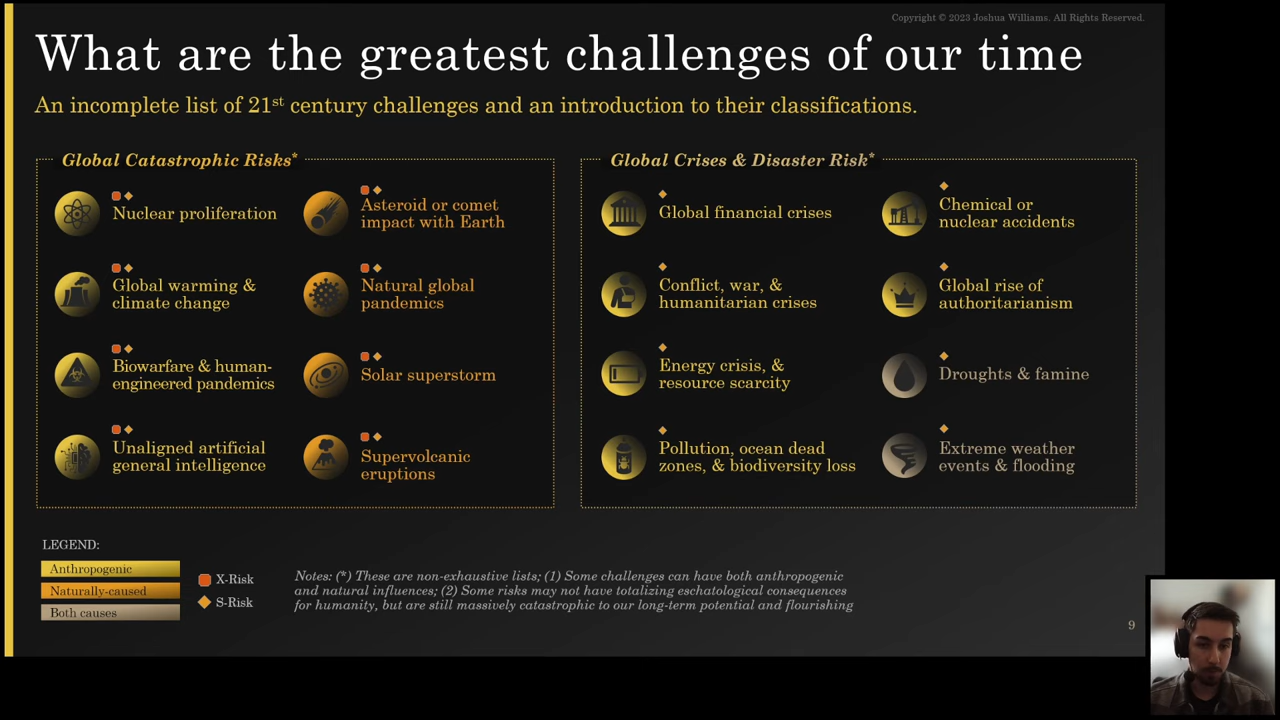 Copyright © 2023 Joshua Williams. All Rights Reserved.
What are the greatest challenges of our time
An incomplete list of 21st century challenges and an introduction to their classifications.
Global Catastrophic Risks*
Nuclear proliferation
Global warming &
climate change
Biowarfare & human-
engineered pandemics
Unaligned artificial
general intelligence
Asteroid or comet
impact with Earth
Natural global
pandemics
Solar superstorm
Supervolcanic
eruptions
Global Crises & Disaster Risk*
Global financial crises
Conflict, war, &
humanitarian crises
Energy crisis, &
resource scarcity
Pollution, ocean dead
zones, & biodiversity loss
Chemical or
nuclear accidents
Global rise of
authoritarianism
Droughts & famine
Extreme weather
events & flooding
LEGEND:
Anthropogenic
Naturally-caused
Both causes
X-Risk
S-Risk
Notes: (*) These are non-exhaustive lists; (1) Some challenges can have both anthropogenic
and natural influences; (2) Some risks may not have totalizing eschatological consequences
for humanity, but are still massively catastrophic to our long-term potential and flourishing
9